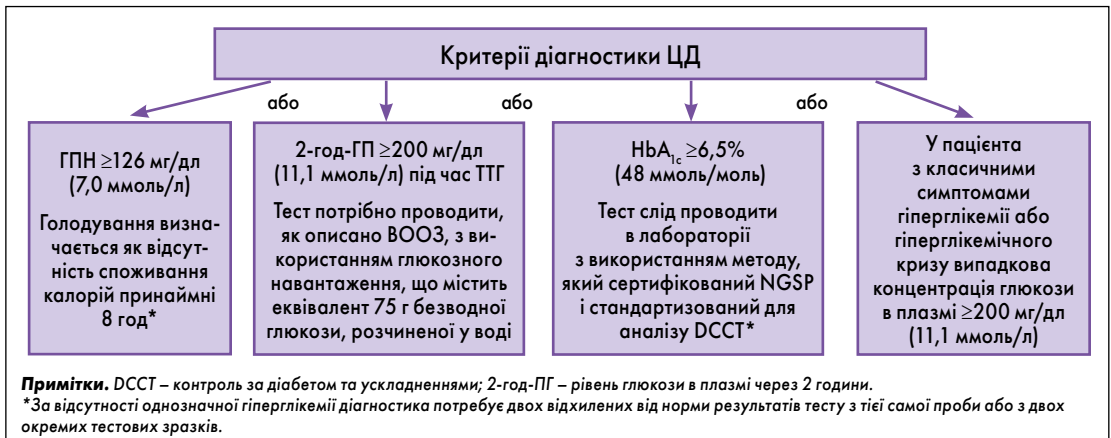 Критерії діагностики ЦД
або
або
або
ГПН ≥126 мг/дл
(7,0 ммоль/л)
Голодування визна-
чається як відсут-
ність споживання
калорій принаймні
8 год*
2-год-ГП ≥200 мг/дл
(11,1 ммоль/л) під час ТТГ
Тест потрібно проводити,
як описано ВООЗ, з ви-
користанням глюкозного
навантаження, що містить
еквівалент 75 г безводної
глюкози, розчиненої у воді
HbA1c ≥6,5%
(48 ммоль/моль)
Тест слід проводити
в лабораторії
з використанням методу,
який сертифікований NGSP
і стандартизований для
аналізу DCCT*
У пацієнта
з класичними
симптомами
гіперглікемії або
гіперглікемічного
кризу випадкова
концентрація глюкози
в плазмі ≥200 мг/дл
(11,1 ммоль/л)
Примітки. DCCT – контроль за діабетом та ускладненнями; 2-год-ПГ – рівень глюкози в плазмі через 2 години.
*За відсутності однозначної гіперглікемії діагностика потребує двох відхилених від норми результатів тесту з тієї самої проби або з двох
окремих тестових зразків.